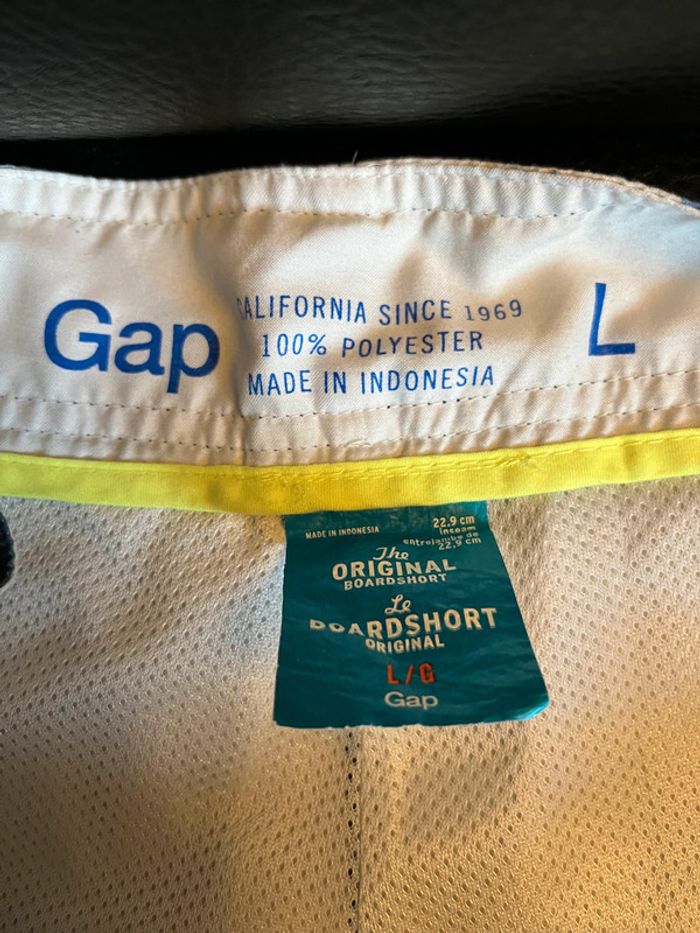 Gap
CALIFORNIA SINCE 1969
100% POLYESTER
MADE IN INDONESIA
L
MADE IN INDONESIA
22.9 cm
inseam
entrejambe de
22,9 cm
The
ORIGINAL
BOARDSHORT
Le
BOARDSHORT
ORIGINAL
L/G
Gap